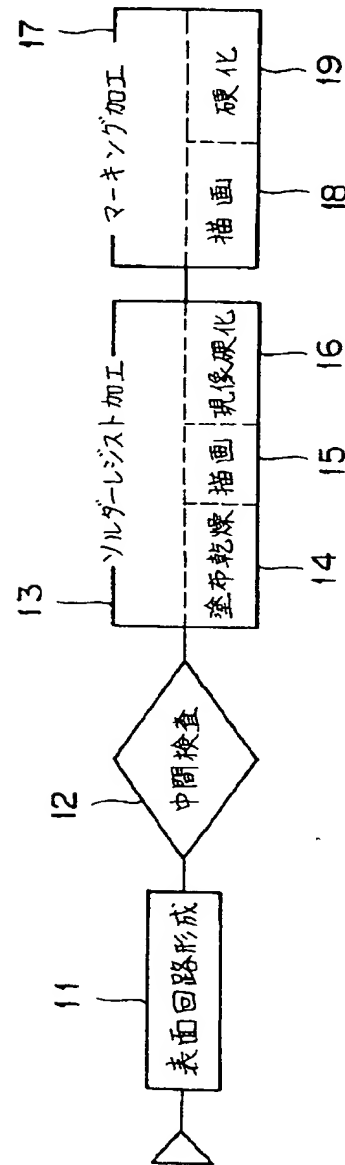 11
表面回路形成
12
中間検査
13
ソルダーレジスト加工
塗布乾燥
描画
現像硬化
14
15
16
17
マーキング加工
描画
硬化
18
19